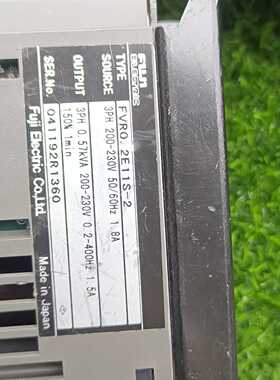 FUJI
ELECTRIC
TYPE FVR0.2E11S-2
SOURCE 3PH 200-230V 50/60Hz 1.8A
OUTPUT 3PH 0.57kVA 200-230V 0.2-400Hz 1.5A
150% 1min
SER.No. 041192R1360
Fuji Electric Co.,Ltd. Made in Japan